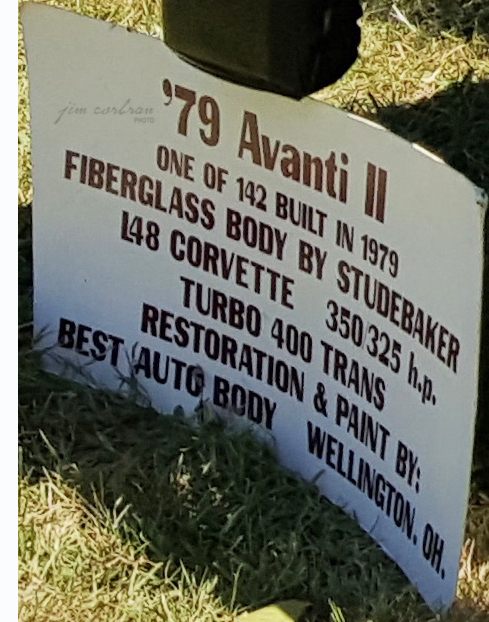 jim corbran
PHOTO
'79 Avanti II
ONE OF 142 BUILT IN 1979
FIBERGLASS BODY BY STUDEBAKER
L48 CORVETTE 350/325 h.p.
TURBO 400 TRANS
RESTORATION & PAINT BY:
BEST AUTO BODY WELLINGTON, OH.